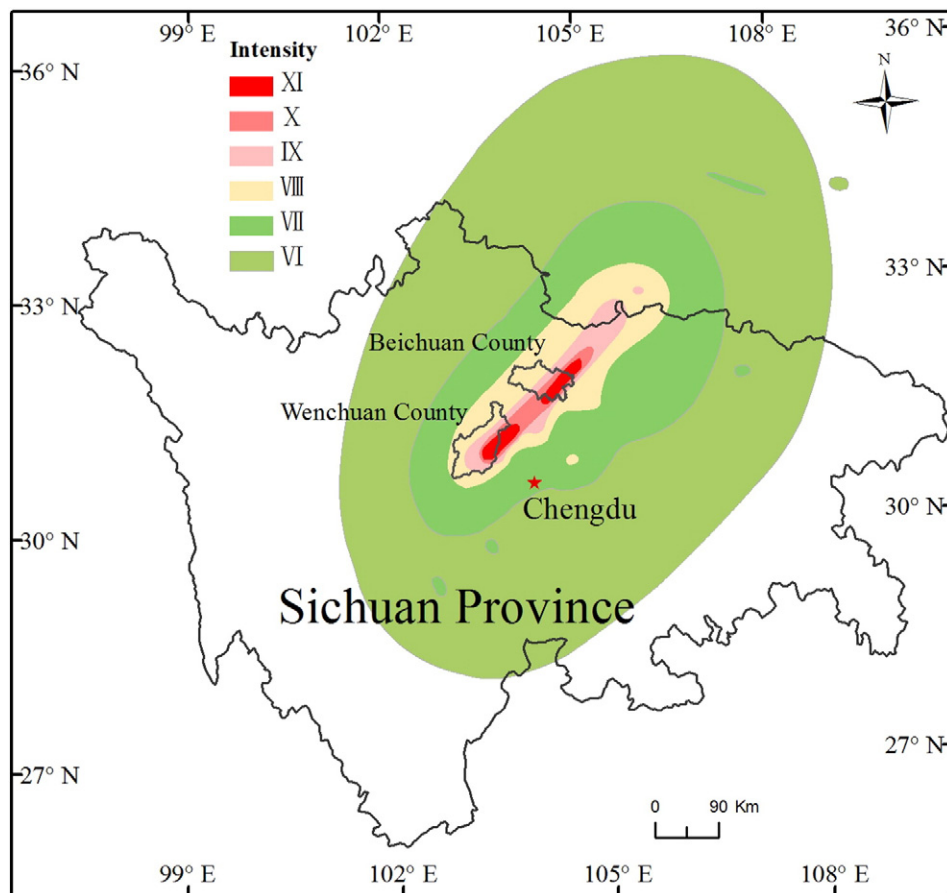 99° E 102° E 105° E 108° E 36° N
36° N
Intensity
N
XI
X
IX
VIII
VII
VI
33° N
33° N
Beichuan County
Wenchuan County
Chengdu
30° N
30° N
Sichuan Province
27° N
27° N
0 90 Km
99° E 102° E 105° E 108° E